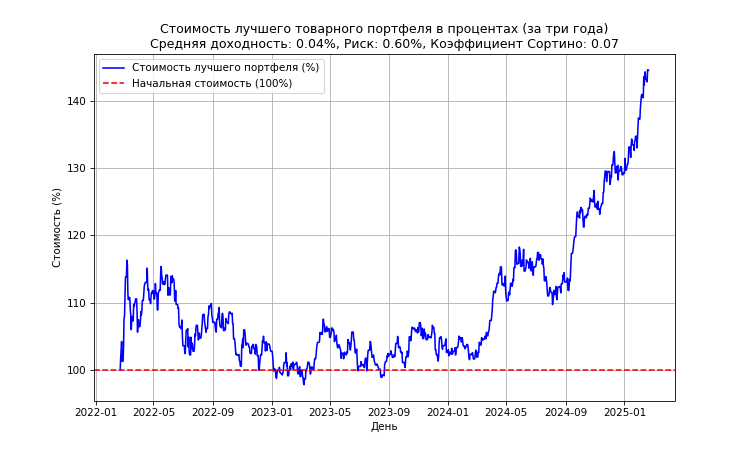 Стоимость лучшего товарного портфеля в процентах (за три года)
Средняя доходность: 0.04%, Риск: 0.60%, Коэффициент Сортино: 0.07
Стоимость лучшего портфеля (%)
Начальная стоимость (100%)
Стоимость (%)
140
130
120
110
100
2022-01 2022-05 2022-09 2023-01 2023-05 2023-09 2024-01 2024-05 2024-09 2025-01
День